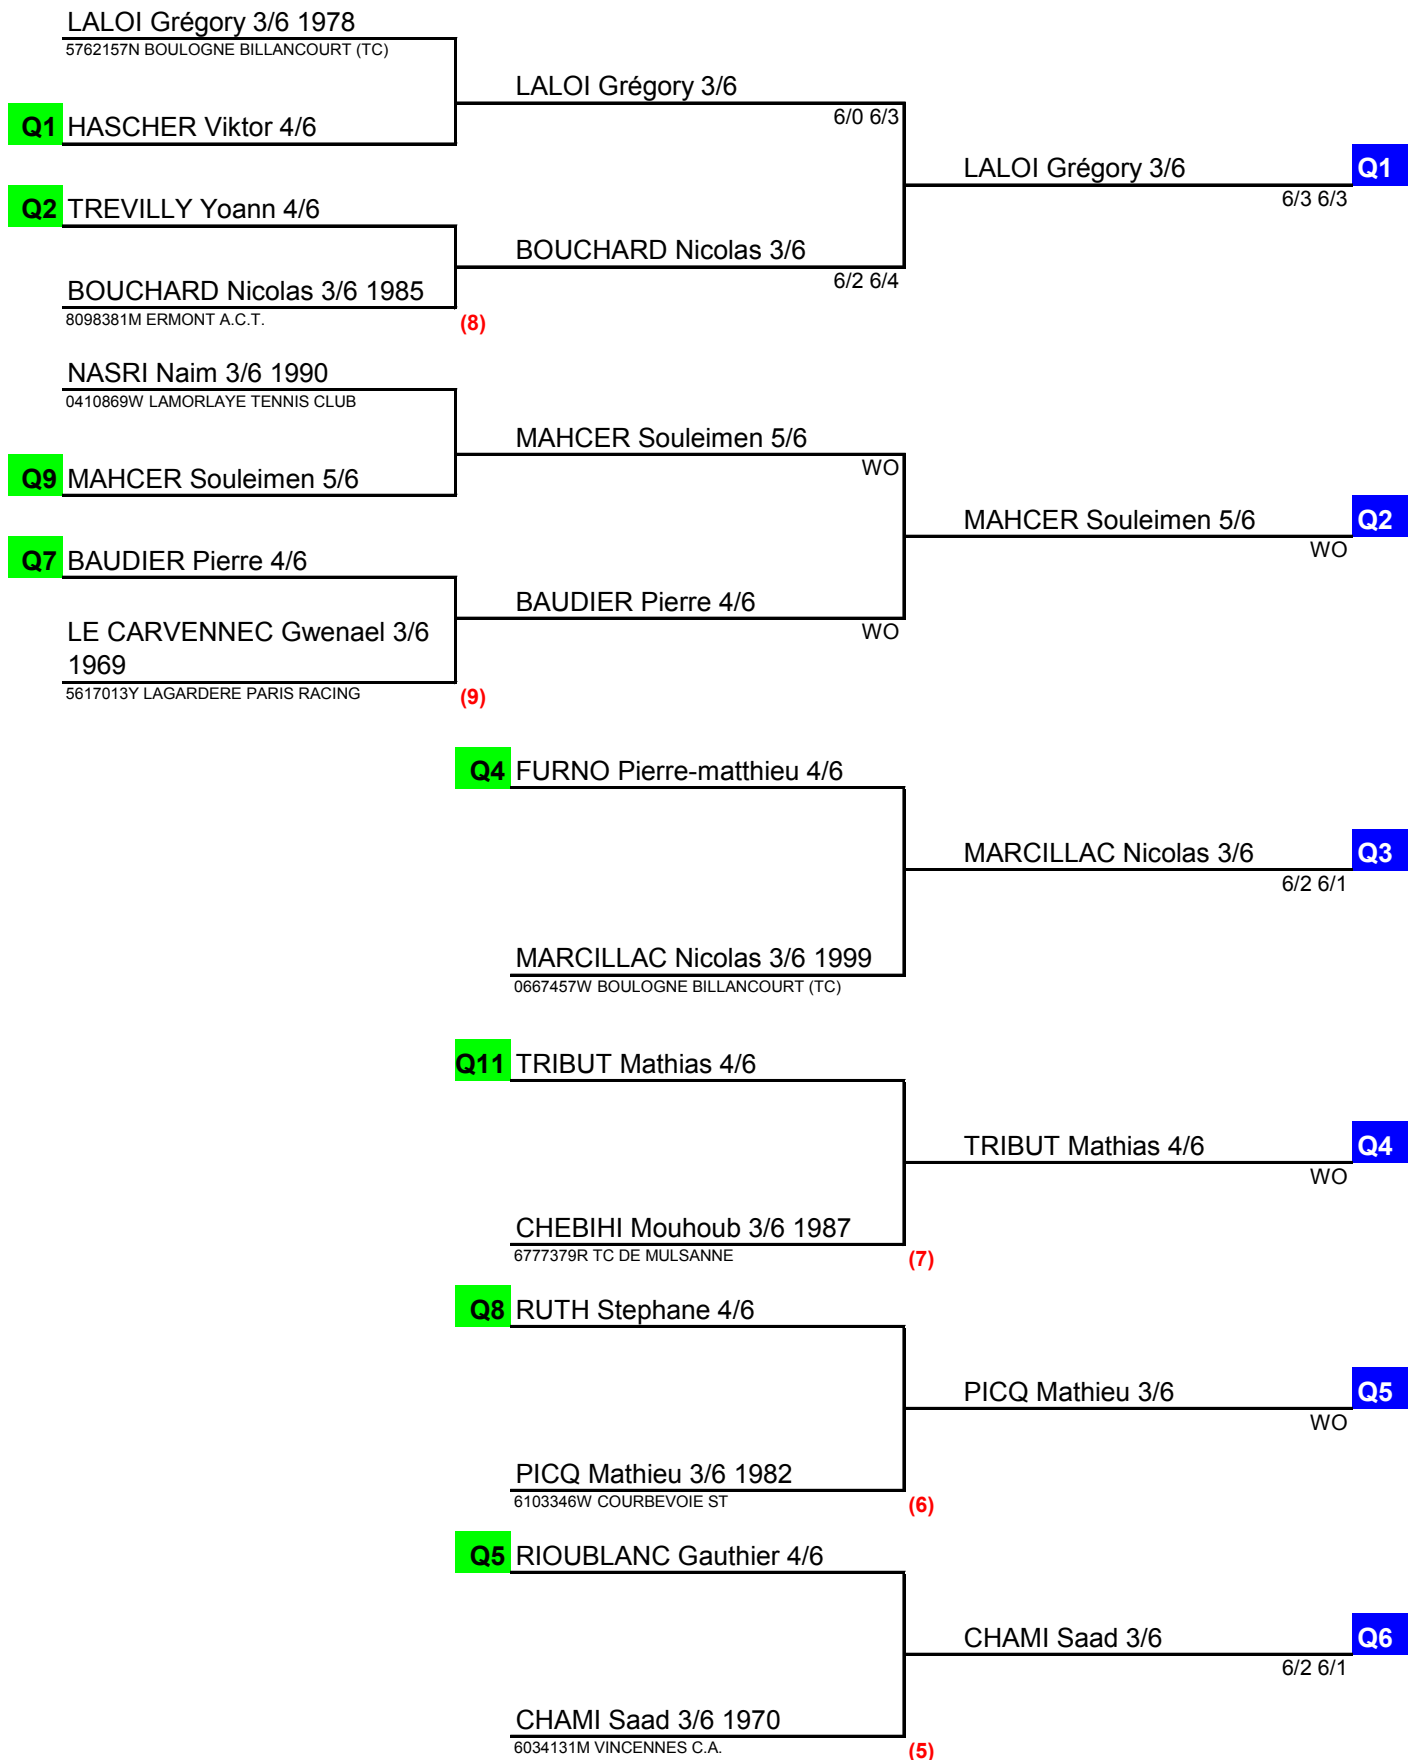 LALOI Grégory 3/6 1978
5762157N BOULOGNE BILLANCOURT (TC)
LALOI Grégory 3/6
6/0 6/3
Q1 HASCHER Viktor 4/6
LALOI Grégory 3/6 Q1
6/3 6/3
Q2 TREVILLY Yoann 4/6
BOUCHARD Nicolas 3/6
6/2 6/4
BOUCHARD Nicolas 3/6 1985
8098381M ERMONT A.C.T.
(8)
NASRI Naim 3/6 1990
0410869W LAMORLAYE TENNIS CLUB
MAHCER Souleimen 5/6
WO
Q9 MAHCER Souleimen 5/6
MAHCER Souleimen 5/6 Q2
WO
Q7 BAUDIER Pierre 4/6
BAUDIER Pierre 4/6
WO
LE CARVENNEC Gwenael 3/6
1969
5617013Y LAGARDERE PARIS RACING
(9)
Q4 FURNO Pierre-matthieu 4/6
MARCILLAC Nicolas 3/6 Q3
6/2 6/1
MARCILLAC Nicolas 3/6 1999
0667457W BOULOGNE BILLANCOURT (TC)
Q11 TRIBUT Mathias 4/6
TRIBUT Mathias 4/6 Q4
WO
CHEBIHI Mouhoub 3/6 1987
6777379R TC DE MULSANNE
(7)
Q8 RUTH Stephane 4/6
PICQ Mathieu 3/6 Q5
WO
PICQ Mathieu 3/6 1982
6103346W COURBEVOIE ST
(6)
Q5 RIOUBLANC Gauthier 4/6
CHAMI Saad 3/6 Q6
6/2 6/1
CHAMI Saad 3/6 1970
6034131M VINCENNES C.A.
(5)